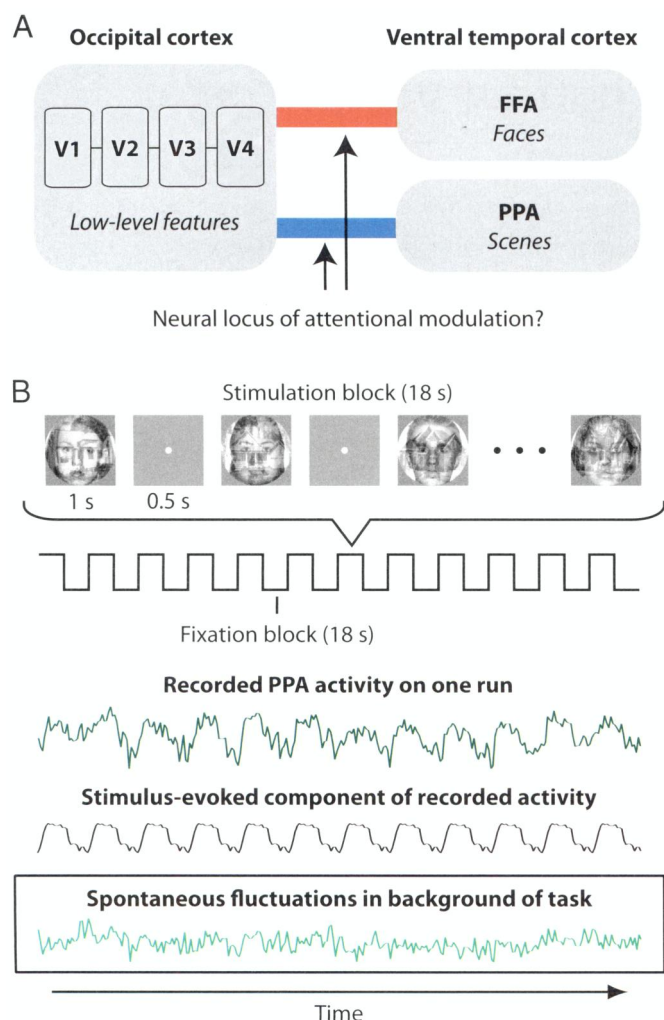 A
Occipital cortex
Ventral temporal cortex
V1 V2 V3 V4
Low-level features
FFA
Faces
PPA
Scenes
Neural locus of attentional modulation?
B
Stimulation block (18 s)
1 s 0.5 s
Fixation block (18 s)
Recorded PPA activity on one run
Stimulus-evoked component of recorded activity
Spontaneous fluctuations in background of task
Time